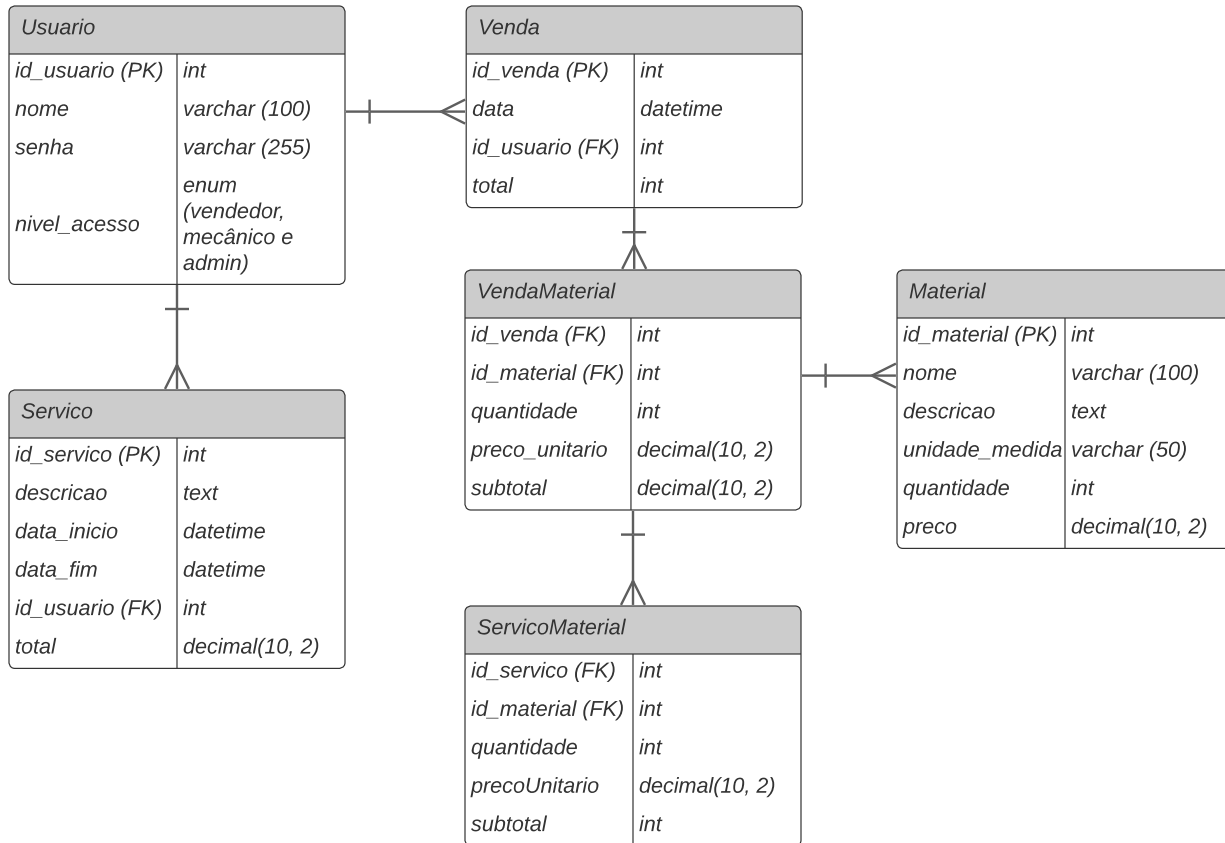 Usuario
id_usuario (PK) int
nome varchar (100)
senha varchar (255)
nivel_acesso enum
(vendedor,
mecânico e
admin)
Venda
id_venda (PK) int
data datetime
id_usuario (FK) int
total int
VendaMaterial
id_venda (FK) int
id_material (FK) int
quantidade int
preco_unitario decimal(10, 2)
subtotal decimal(10, 2)
Material
id_material (PK) int
nome varchar (100)
descricao text
unidade_medida varchar (50)
quantidade int
preco decimal(10, 2)
Servico
id_servico (PK) int
descricao text
data_inicio datetime
data_fim datetime
id_usuario (FK) int
total decimal(10, 2)
ServicoMaterial
id_servico (FK) int
id_material (FK) int
quantidade int
precoUnitario decimal(10, 2)
subtotal int